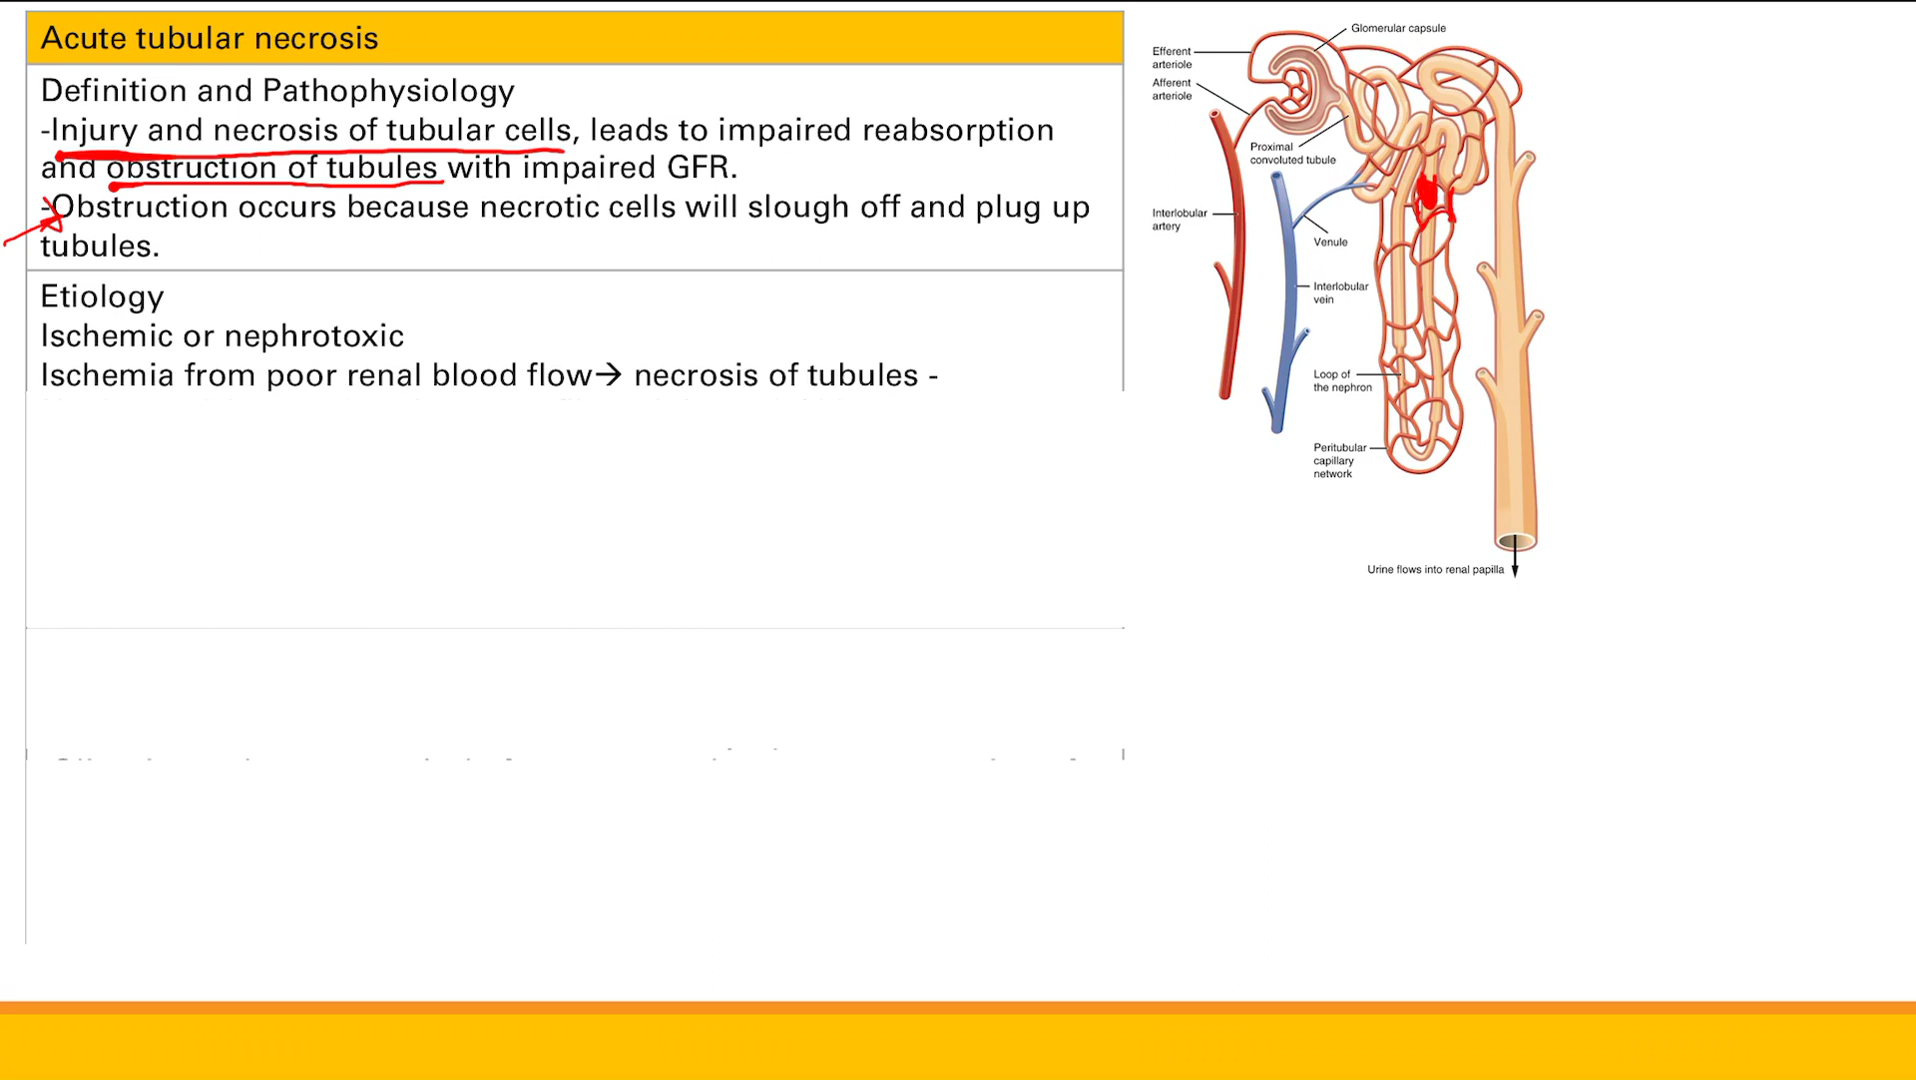 Acute tubular necrosis
Definition and Pathophysiology
-Injury and necrosis of tubular cells, leads to impaired reabsorption
and obstruction of tubules with impaired GFR.
-Obstruction occurs because necrotic cells will slough off and plug up
tubules.
Etiology
Ischemic or nephrotoxic
Ischemia from poor renal blood flow→ necrosis of tubules -
Glomerular capsule
Efferent
arteriole
Afferent
arteriole
Proximal
convoluted tubule
Interlobular
artery
Venule
Interlobular
vein
Loop of
the nephron
Peritubular
capillary
network
Urine flows into renal papilla